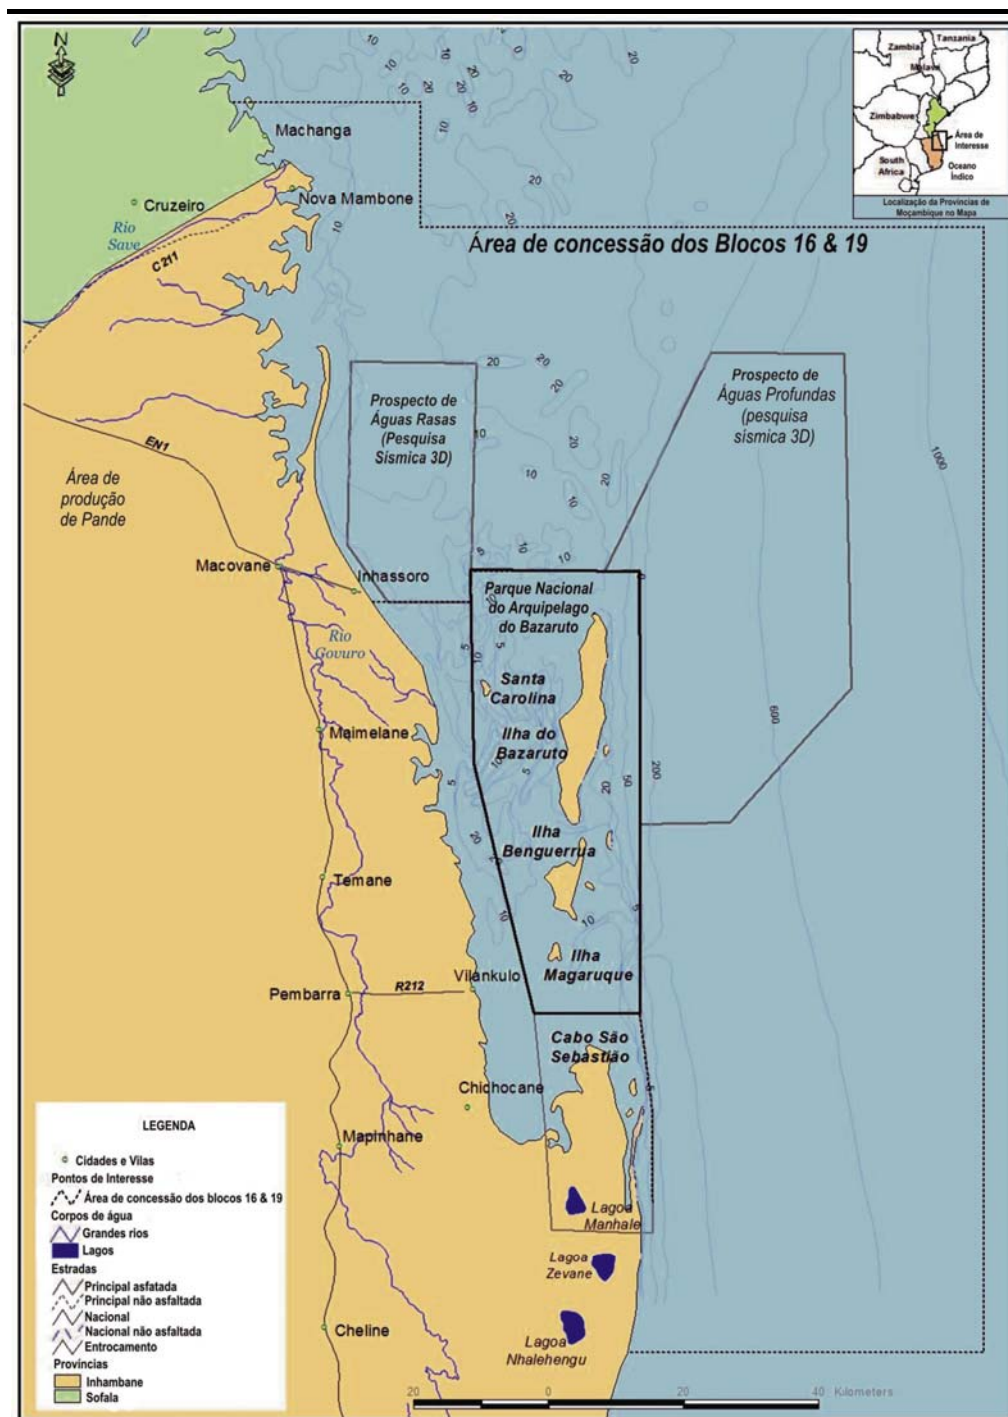 N
Machanga
Cruzeiro
Nova Mambone
Rio
Save
C 211
Área de concessão dos Blocos 16 & 19
Zambia
Tanzania
Malawi
Zimbabwe
South
Africa
Área de
Interesse
Oceano
Índico
Localização da Províncias de
Moçambique no Mapa
Prospecto de
Águas Rasas
(Pesquisa
Sísmica 3D)
Prospecto de
Águas Profundas
(pesquisa
sísmica 3D)
1000
600
200
50
20
10
5
EN1
Área de
produção
de Pande
Macovane
Inhassoro
Rio
Govuro
Parque Nacional
do Arquipelago
do Bazaruto
Santa
Carolina
Ilha do
Bazaruto
Maimelane
Ilha
Benguerrua
Temane
Ilha
Magaruque
Vilankulo
Pembarra
R212
Cabo São
Sebastião
Chichocane
Mapinhane
Lagoa
Manhale
Lagoa
Zevane
Cheline
Lagoa
Nhalehengu
LEGENDA
Cidades e Vilas
Pontos de Interesse
Área de concessão dos blocos 16 & 19
Corpos de água
Grandes rios
Lagos
Estradas
Principal asfatada
Principal não asfaltada
Nacional
Nacional não asfaltada
Entrocamento
Províncias
Inhambane
Sofala
20 0 20 40 Kilometers